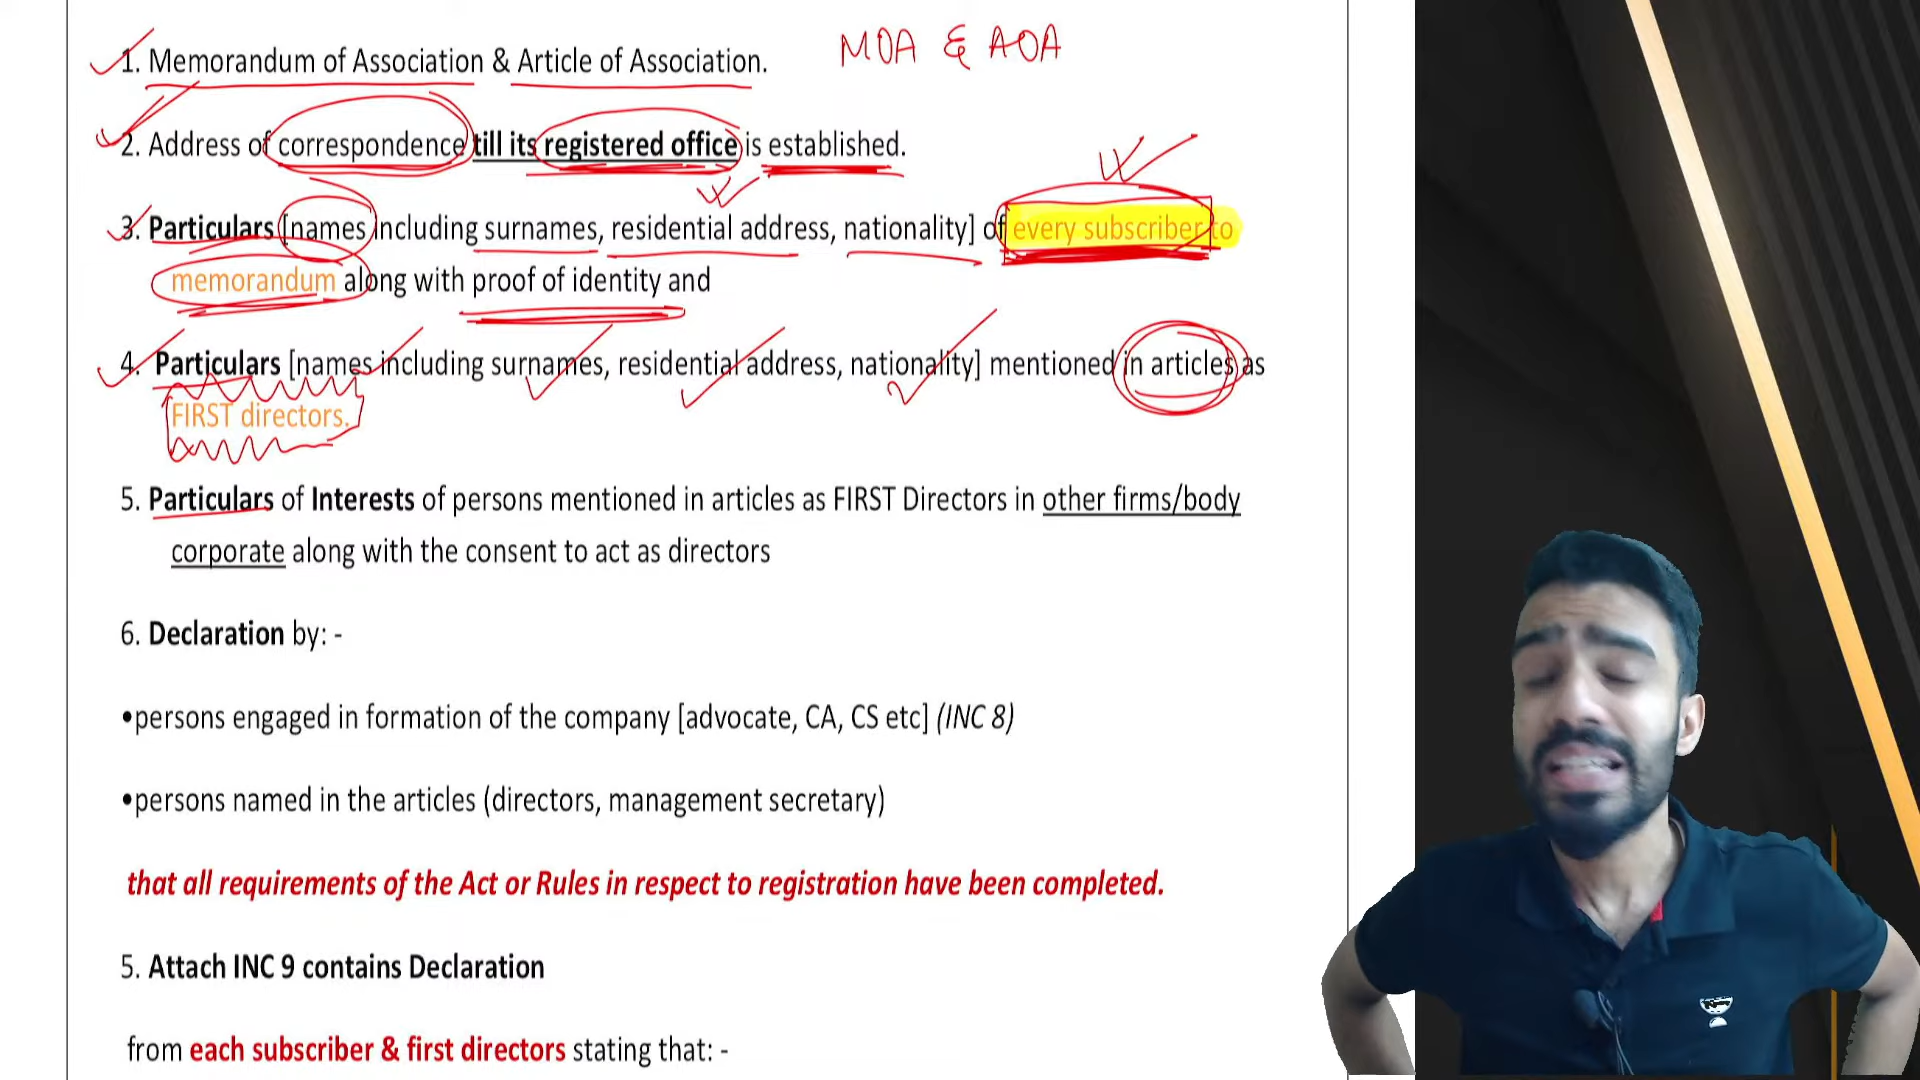 1. Memorandum of Association & Article of Association.
MOA & AOA
2. Address of correspondence till its registered office is established.
3. Particulars [names including surnames, residential address, nationality] of every subscriber to
memorandum along with proof of identity and
4. Particulars [names including surnames, residential address, nationality] mentioned in articles as
FIRST directors.
5. Particulars of Interests of persons mentioned in articles as FIRST Directors in other firms/body
corporate along with the consent to act as directors
6. Declaration by: -
•persons engaged in formation of the company [advocate, CA, CS etc] (INC 8)
•persons named in the articles (directors, management secretary)
that all requirements of the Act or Rules in respect to registration have been completed.
5. Attach INC 9 contains Declaration
from each subscriber & first directors stating that: -